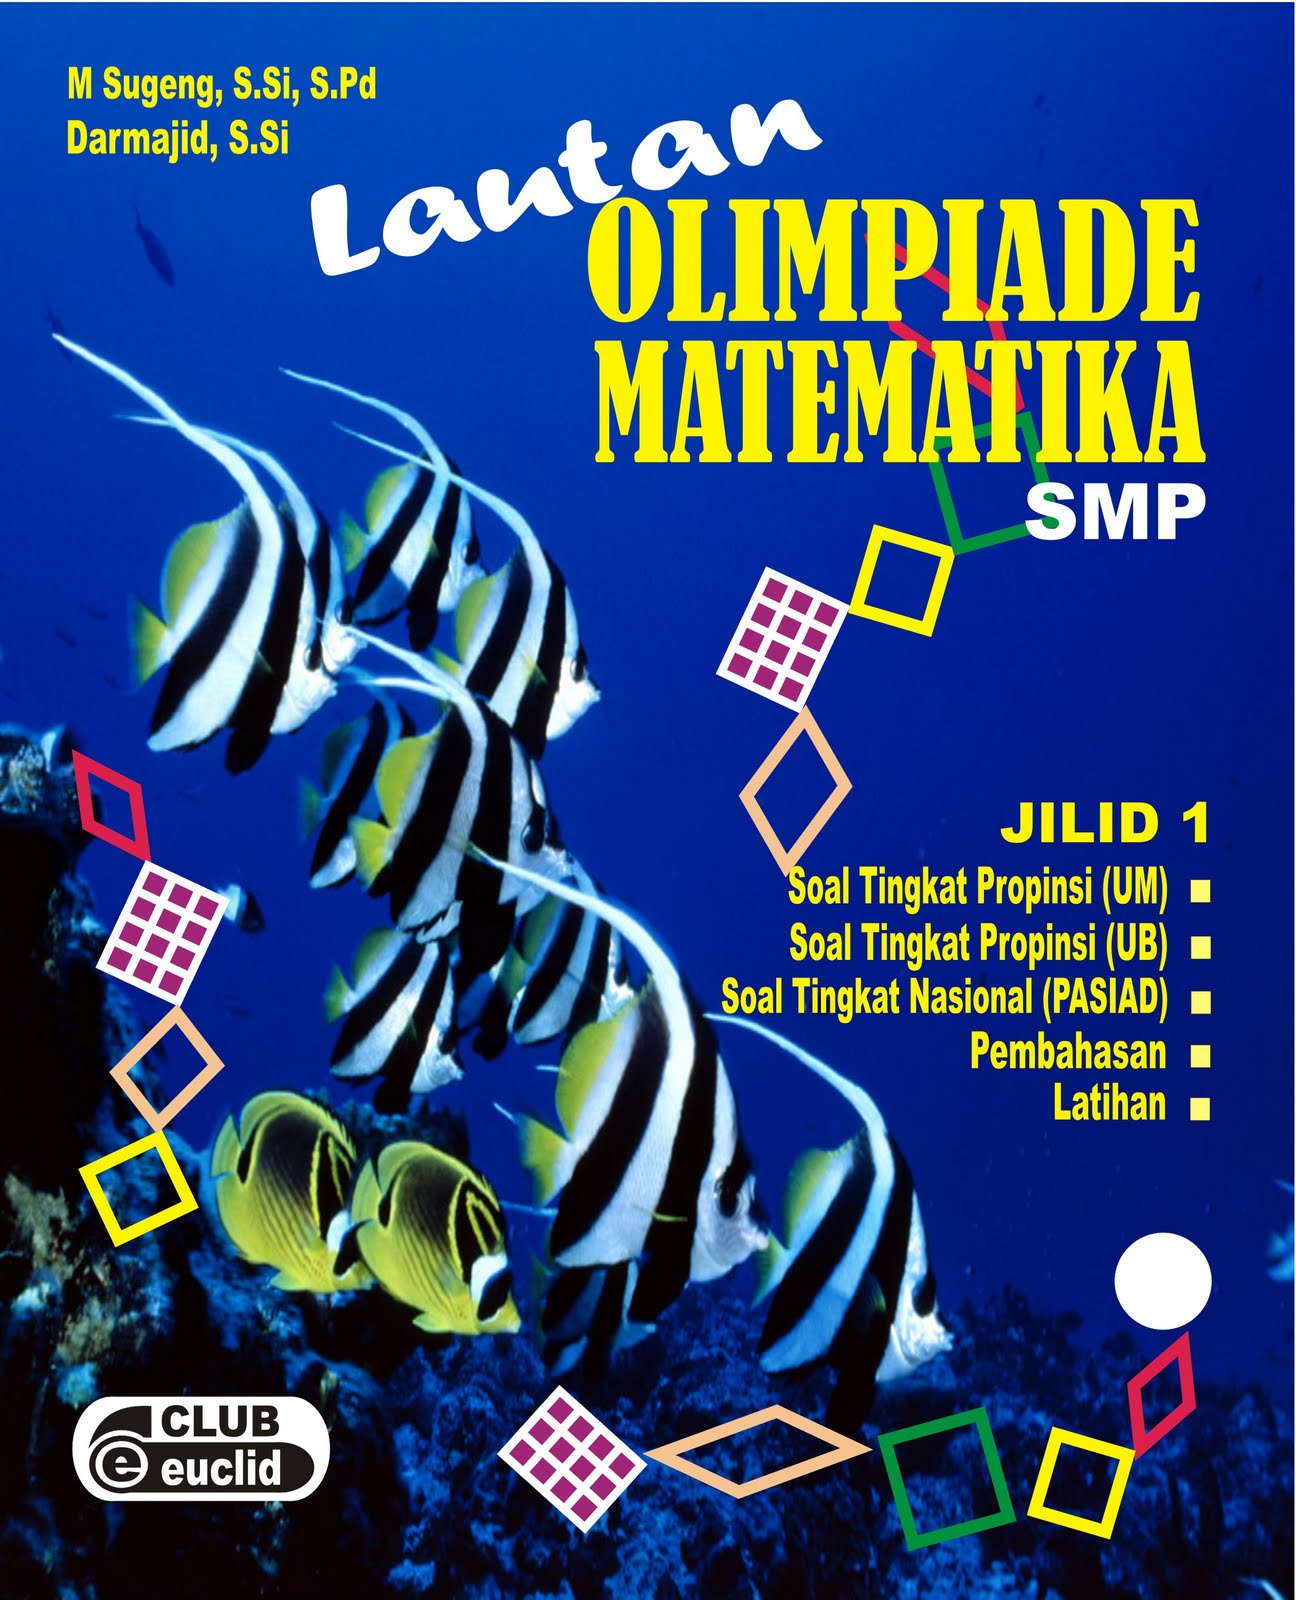 M Sugeng, S.Si, S.Pd
Darmajid, S.Si
Lautan
OLIMPIADE
MATEMATIKA
SMP
JILID 1
Soal Tingkat Propinsi (UM)
Soal Tingkat Propinsi (UB)
Soal Tingkat Nasional (PASIAD)
Pembahasan
Latihan
CLUB
e euclid